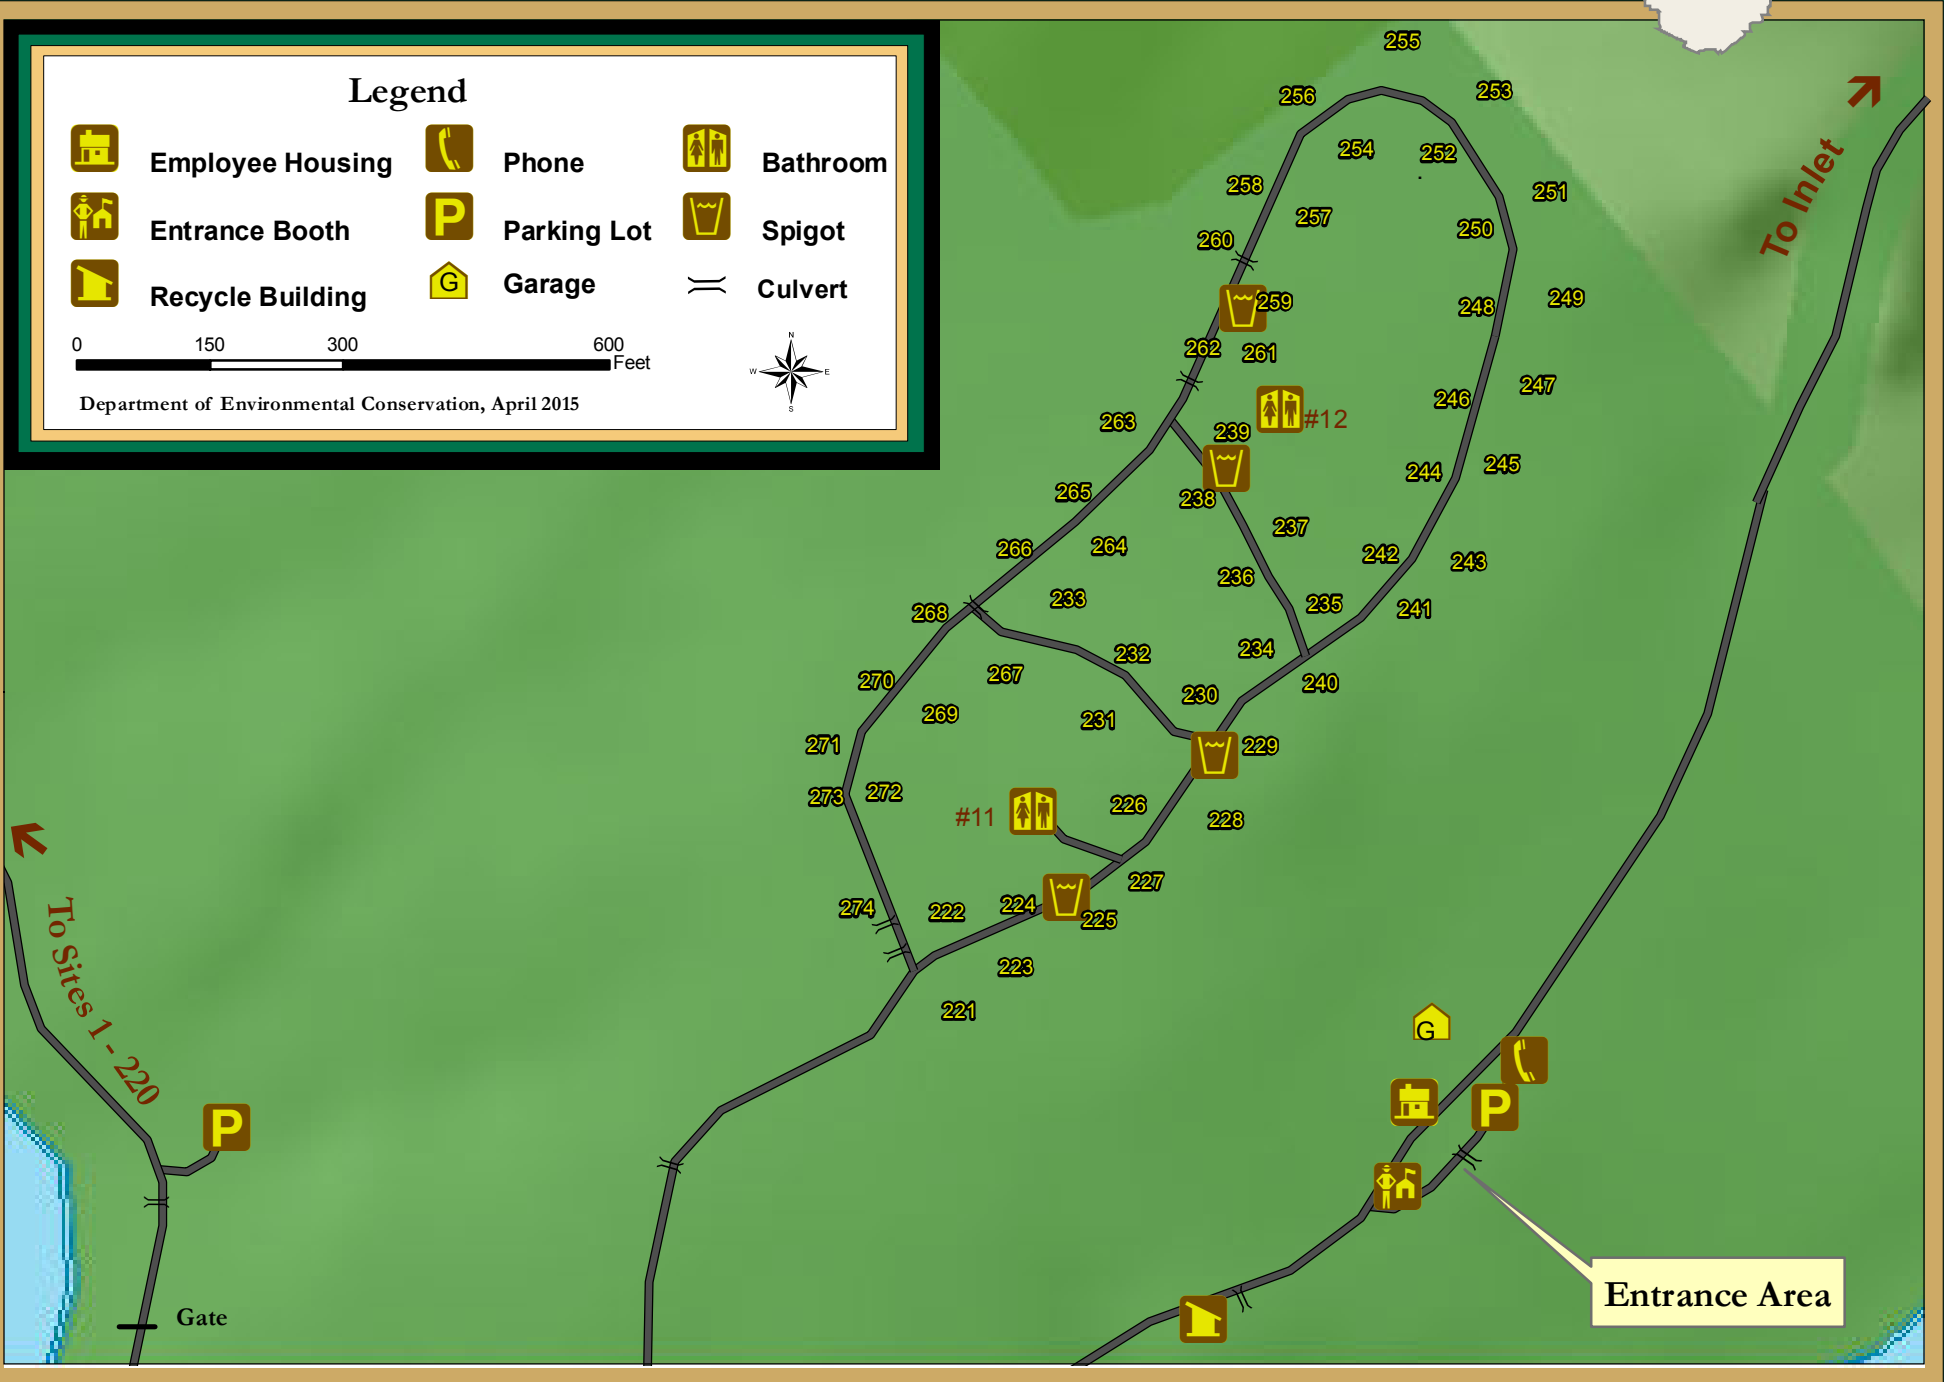 Legend
Employee Housing
Phone
Bathroom
Entrance Booth
P
Parking Lot
Spigot
Recycle Building
G
Garage
Culvert
0 150 300 600
Feet
N
W E
S
Department of Environmental Conservation, April 2015
To Inlet
255
253
256
254
252
258
251
257
250
260
259
249
248
262
261
247
246
#12
263
239
245
244
265
238
237
266
264
242
243
236
233
235
241
268
234
232
267
270
240
230
269
231
271
229
272
273
226
#11
228
227
274
222
224
225
223
221
To Sites 1 - 220
P
Gate
G
P
Entrance Area